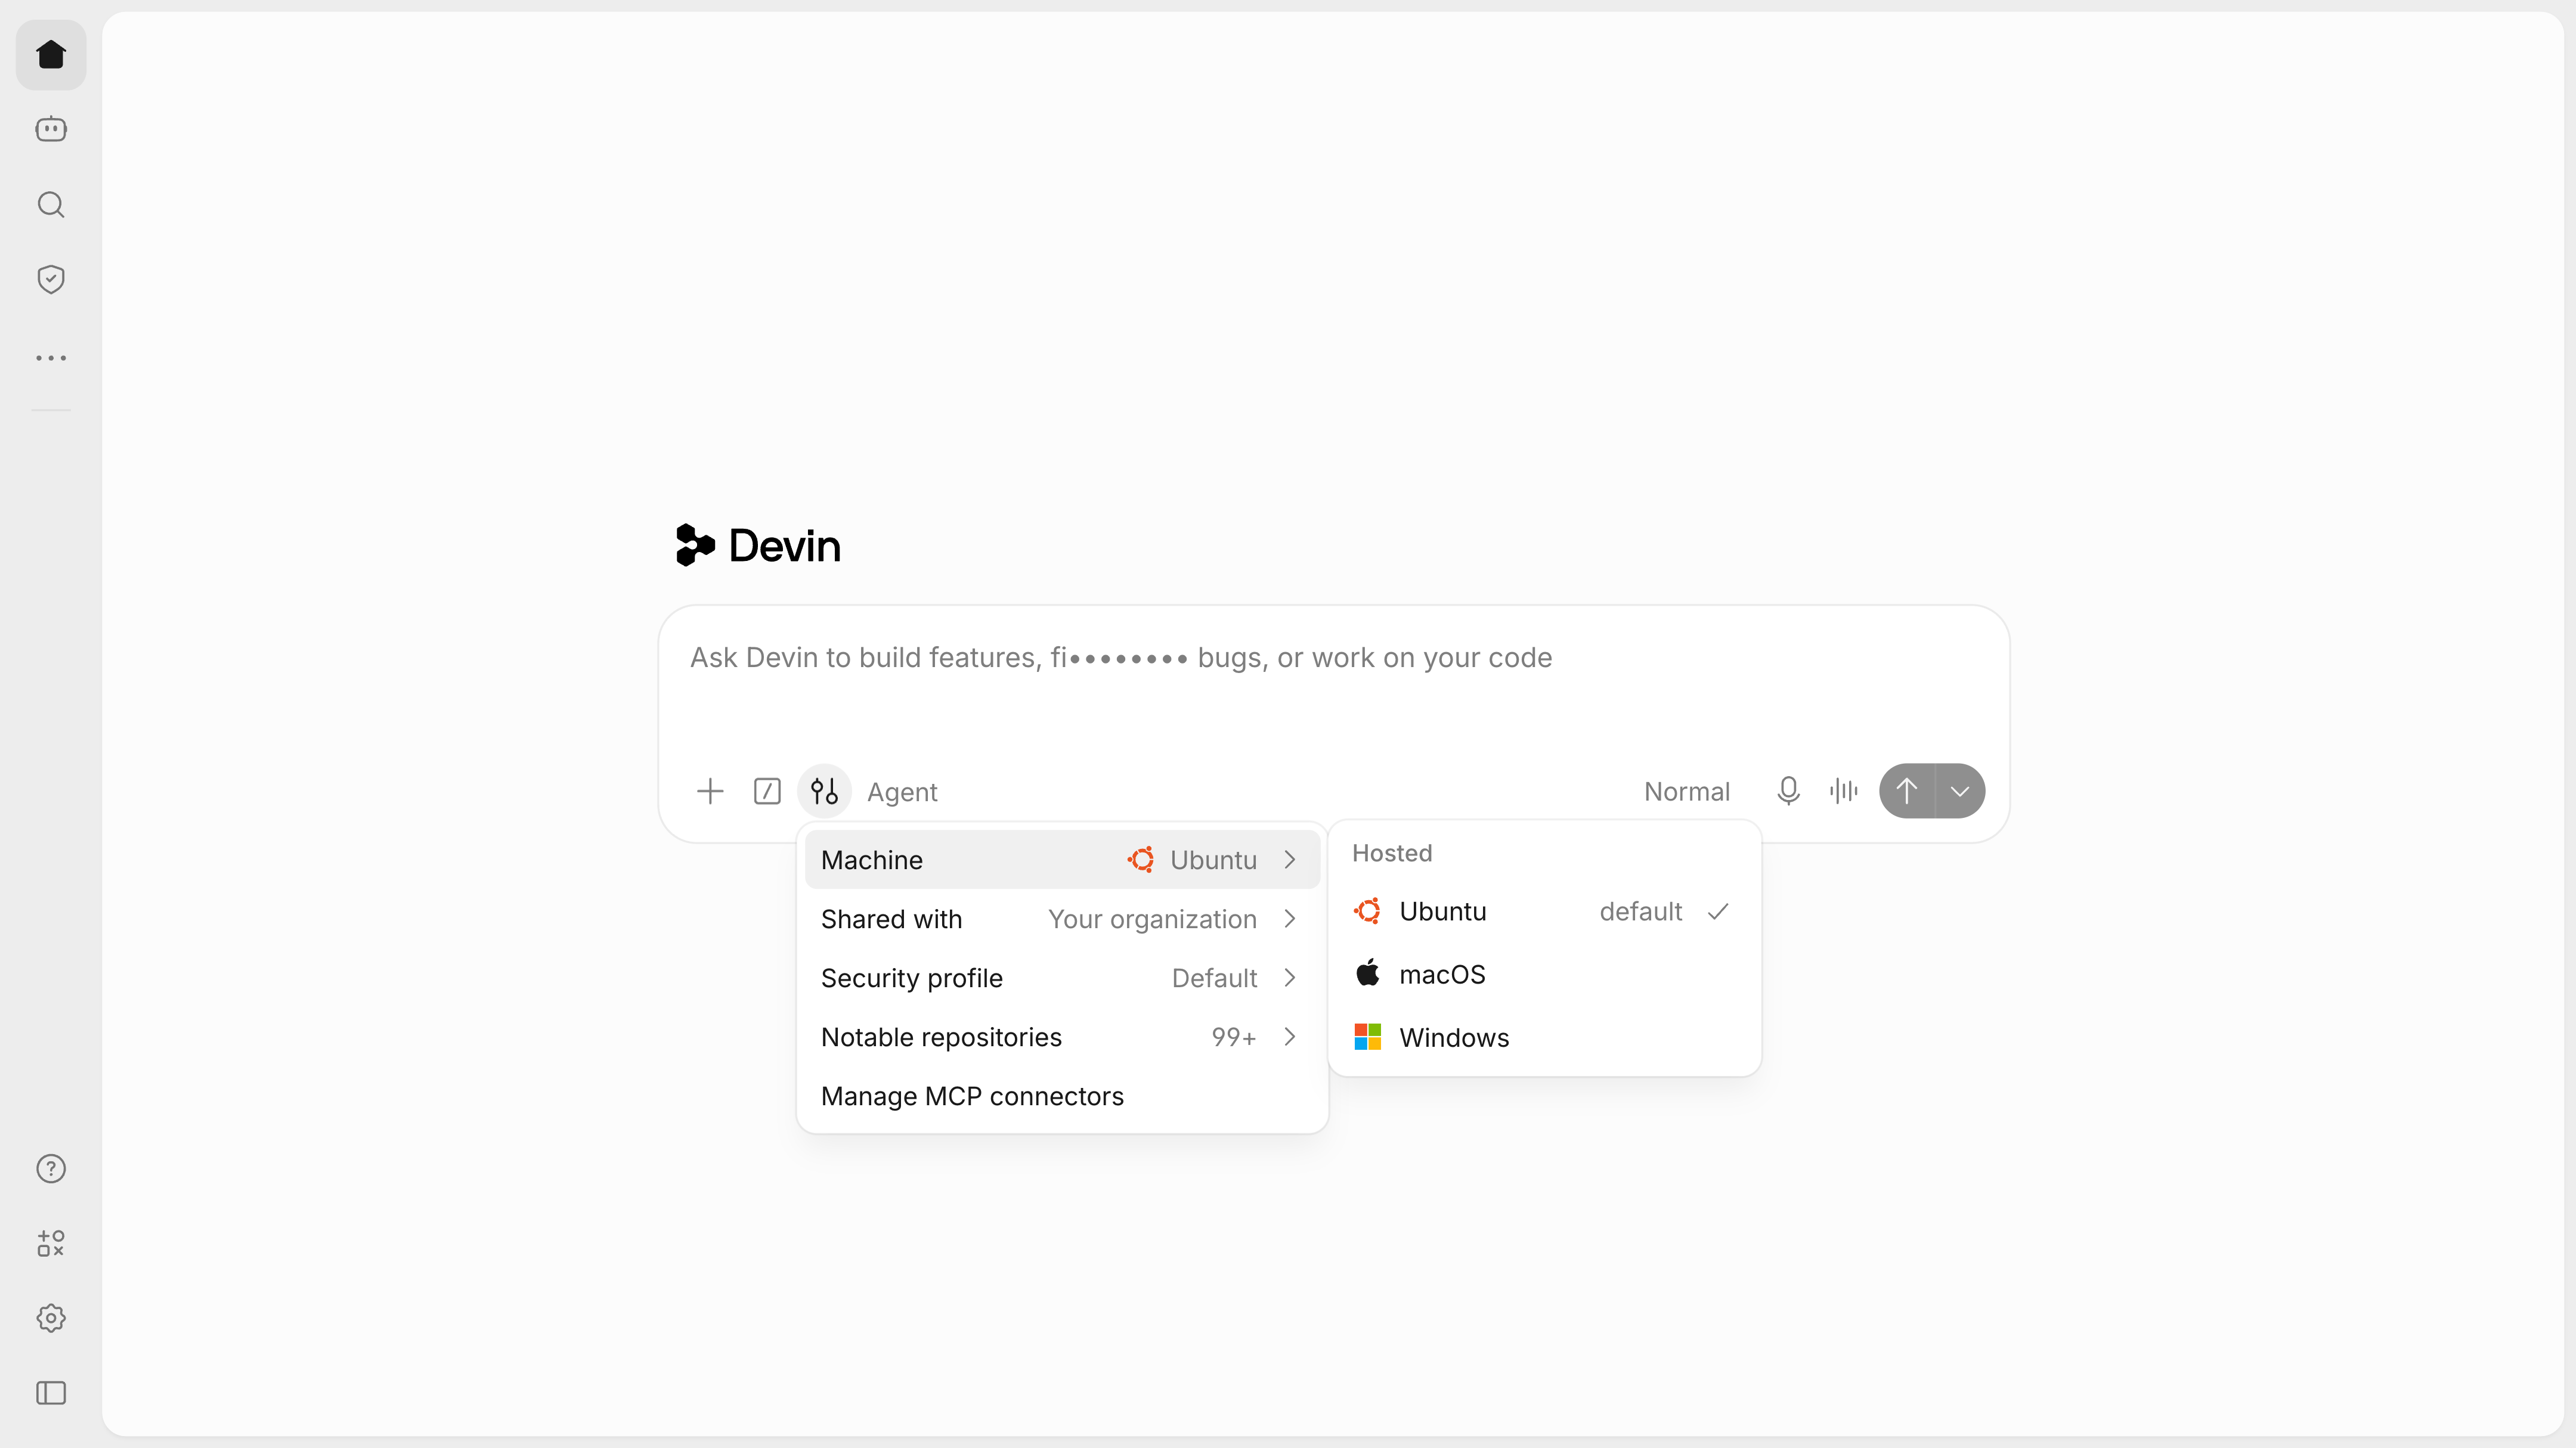 Devin
Ask Devin to build features, fi•••••••• bugs, or work on your code
Agent
Normal
Machine Ubuntu
Shared with Your organization
Security profile Default
Notable repositories 99+
Manage MCP connectors
Hosted
Ubuntu default
macOS
Windows